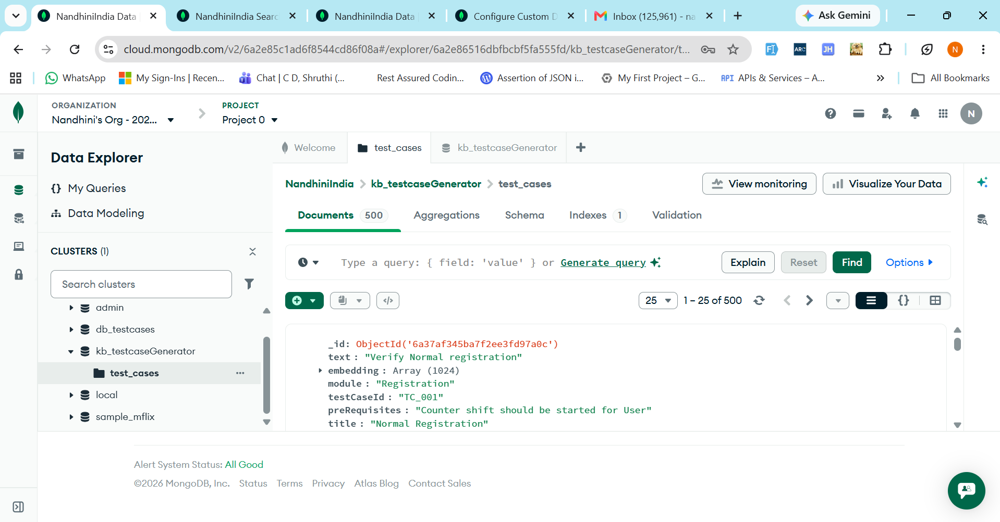 NandhiniIndia Data
NandhiniIndia Searc
NandhiniIndia Data
Configure Custom D
Inbox (125,961) - na
Ask Gemini
cloud.mongodb.com/v2/6a2e85c1ad6f8544cd86f08a#/explorer/6a2e86516dbfbcbf5fa555fd/kb_testcaseGenerator/t...
FI
ARC
JH
N
WhatsApp
My Sign-Ins | Recen...
Chat | C D, Shruthi (...
Rest Assured Codin...
Assertion of JSON i...
My First Project – G...
API APIs & Services – A...
All Bookmarks
ORGANIZATION
Nandhini's Org - 202...
PROJECT
Project 0
N
Data Explorer
{} My Queries
Data Modeling
CLUSTERS (1)
Search clusters
admin
db_testcases
kb_testcaseGenerator
test_cases
local
sample_mflix
Welcome
test_cases
kb_testcaseGenerator
NandhiniIndia > kb_testcaseGenerator > test_cases
View monitoring
Visualize Your Data
Documents 500
Aggregations
Schema
Indexes 1
Validation
Type a query: { field: 'value' } or Generate query
Explain
Reset
Find
Options
</>
25
1 – 25 of 500
{}
_id: ObjectId('6a37af345ba7f2ee3fd97a0c')
text : "Verify Normal registration"
embedding : Array (1024)
module : "Registration"
testCaseId : "TC_001"
preRequisites : "Counter shift should be started for User"
title : "Normal Registration"
Alert System Status: All Good
©2026 MongoDB, Inc. Status Terms Privacy Atlas Blog Contact Sales